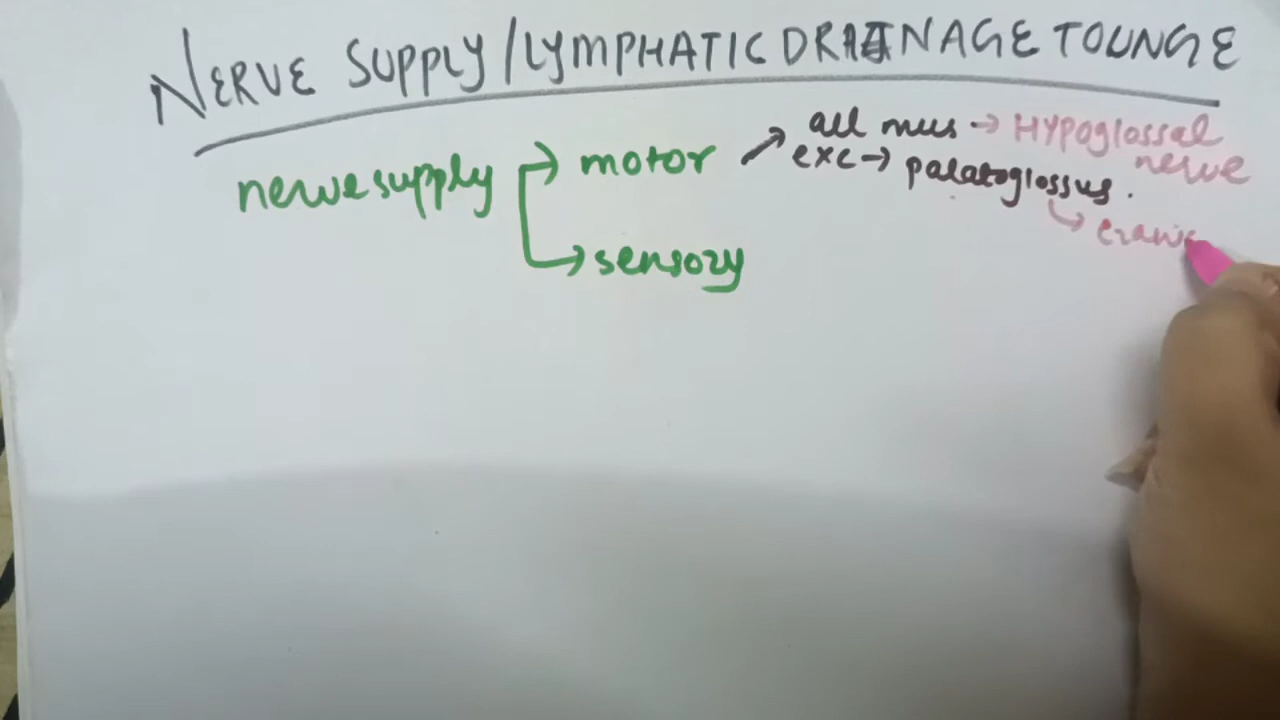 NERVE SUPPLY/LYMPHATIC DRAINAGE TOUNGE
nerve supply → motor ↗ all mus → Hypoglossal nerve
exc → palatoglossus.
→ sensory